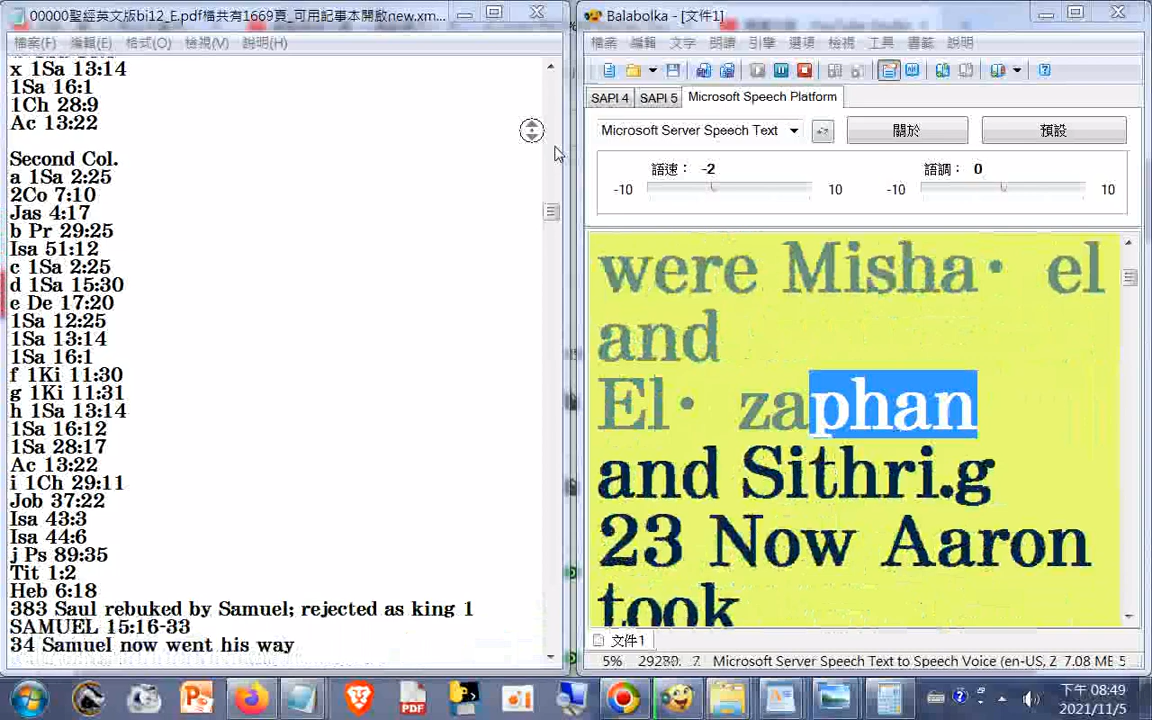 00000聖經英文版bi12_E.pdf檔共有1669頁_可用記事本開啟new.xm...
檔案(F) 編輯(E) 格式(O) 檢視(V) 說明(H)
x 1Sa 13:14
1Sa 16:1
1Ch 28:9
Ac 13:22
Second Col.
a 1Sa 2:25
2Co 7:10
Jas 4:17
b Pr 29:25
Isa 51:12
c 1Sa 2:25
d 1Sa 15:30
e De 17:20
1Sa 12:25
1Sa 13:14
1Sa 16:1
f 1Ki 11:30
g 1Ki 11:31
h 1Sa 13:14
1Sa 16:12
1Sa 28:17
Ac 13:22
i 1Ch 29:11
Job 37:22
Isa 43:3
Isa 44:6
j Ps 89:35
Tit 1:2
Heb 6:18
383 Saul rebuked by Samuel; rejected as king 1
SAMUEL 15:16-33
34 Samuel now went his way
Balabolka - [文件1]
檔案 編輯 文字 朗讀 引擎 選項 檢視 工具 書籤 說明
SAPI 4 SAPI 5 Microsoft Speech Platform
Microsoft Server Speech Text 關於 預設
語速： -2 語調： 0
-10 10 -10 10
were Misha· el
and
El· zaphan
and Sithri.g
23 Now Aaron
took
文件1
5% 29280. 7 Microsoft Server Speech Text to Speech Voice (en-US, Z 7.08 MB 5
PDF
下午 08:49
2021/11/5